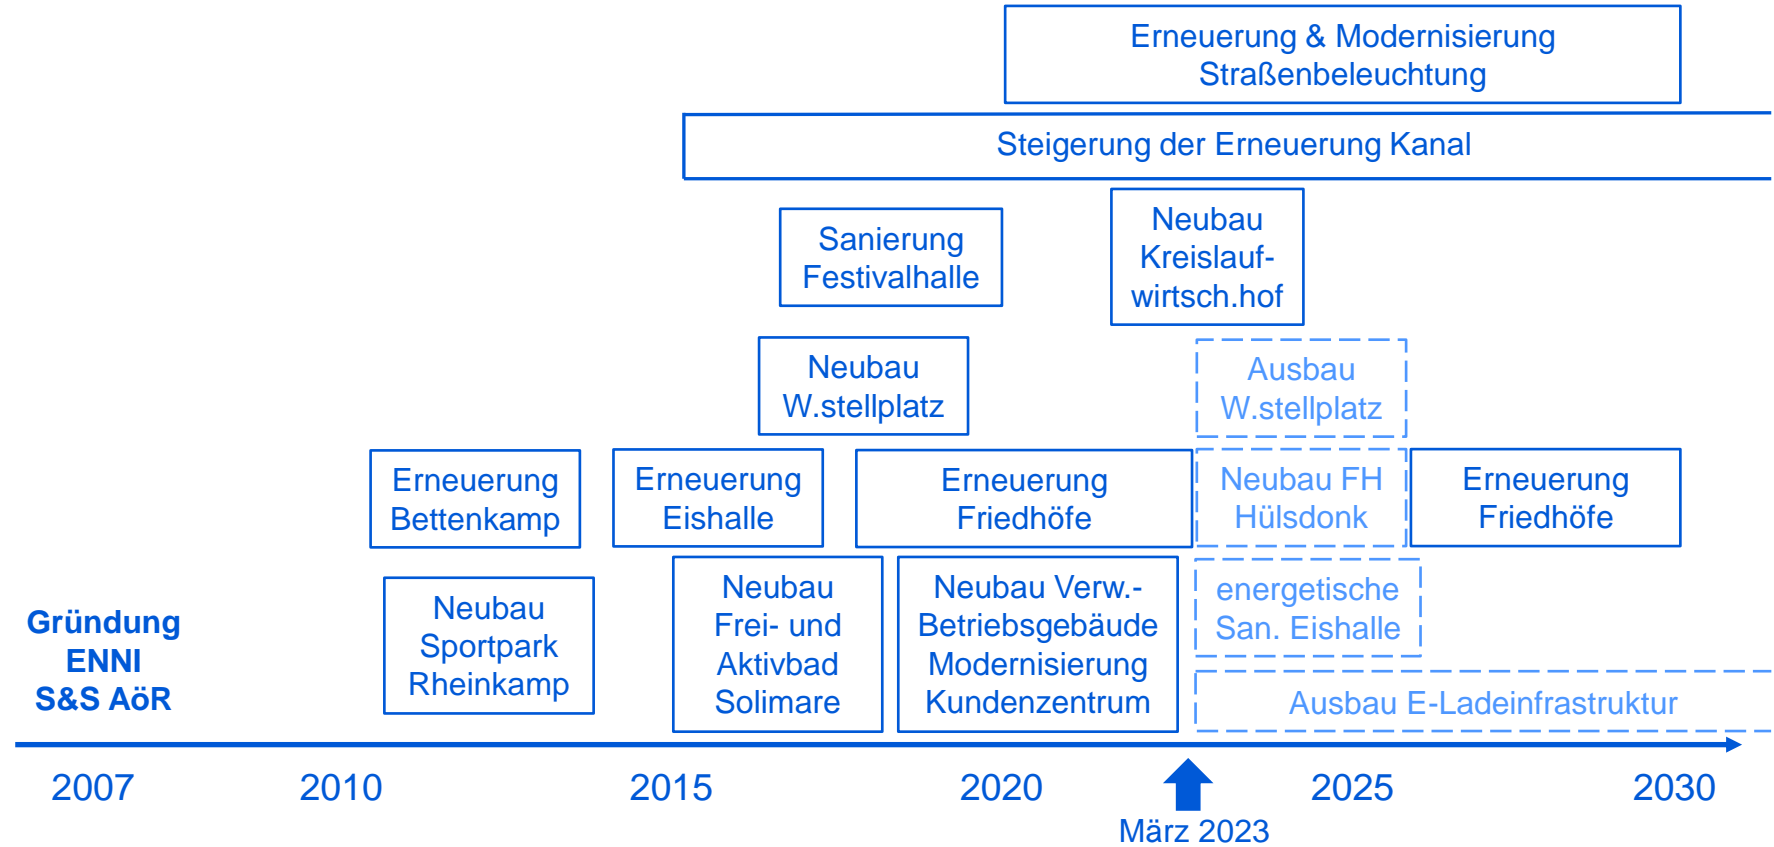 Erneuerung & Modernisierung
Straßenbeleuchtung
Steigerung der Erneuerung Kanal
Sanierung
Festivalhalle
Neubau
Kreislauf-
wirtsch.hof
Neubau
W.stellplatz
Ausbau
W.stellplatz
Erneuerung
Bettenkamp
Erneuerung
Eishalle
Erneuerung
Friedhöfe
Neubau FH
Hülsdonk
Erneuerung
Friedhöfe
Gründung
ENNI
S&S AöR
Neubau
Sportpark
Rheinkamp
Neubau
Frei- und
Aktivbad
Solimare
Neubau Verw.-
Betriebsgebäude
Modernisierung
Kundenzentrum
energetische
San. Eishalle
Ausbau E-Ladeinfrastruktur
2007
2010
2015
2020
2025
2030
März 2023